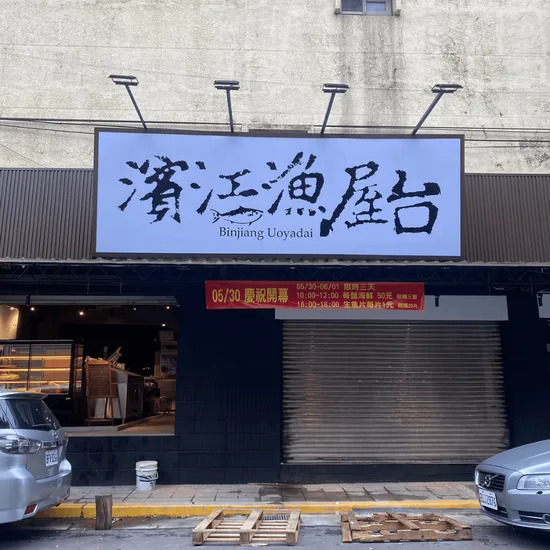 濱江漁屋台
Binjiang Uoyadai
05/30 慶祝開幕
05/30-06/01 限時三天
10:00-12:00 每盤海鮮 50元
16:00-18:00 生魚片每片1元